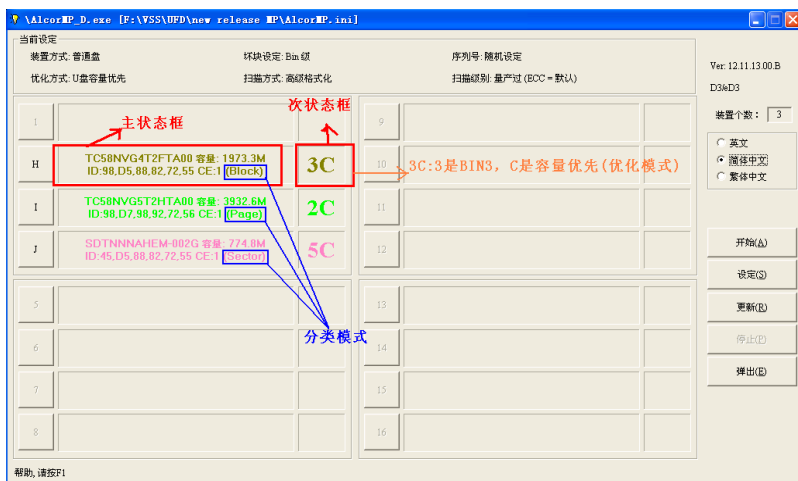 \AlcorMP_D.exe [F:\VSS\UFD\new release MP\AlcorMP.ini]
当前设定
装置方式: 普通盘 坏块设定: Bin 级 序列号: 随机设定
优化方式: U盘容量优先 扫描方式: 高级格式化 扫描级别: 量产过 (ECC = 默认)
Ver: 12.11.13.00.B
D3/eD3
装置个数: 3
英文
简体中文
繁体中文
主状态框
次状态框
1
9
H
TC58NVG4T2FTA00 容量: 1973.3M
ID:98,D5,88,82,72,55 CE:1 (Block)
3C
10
3C:3是BIN3, C是容量优先(优化模式)
I
TC58NVG5T2HTA00 容量: 3932.6M
ID:98,D7,98,92,72,56 CE:1 (Page)
2C
11
J
SDTNNNAHEM-002G 容量: 774.8M
ID:45,D5,88,82,72,55 CE:1 (Sector)
5C
12
分类模式
5
13
6
14
7
15
8
16
开始(A)
设定(S)
更新(R)
停止(P)
弹出(E)
帮助, 请按F1